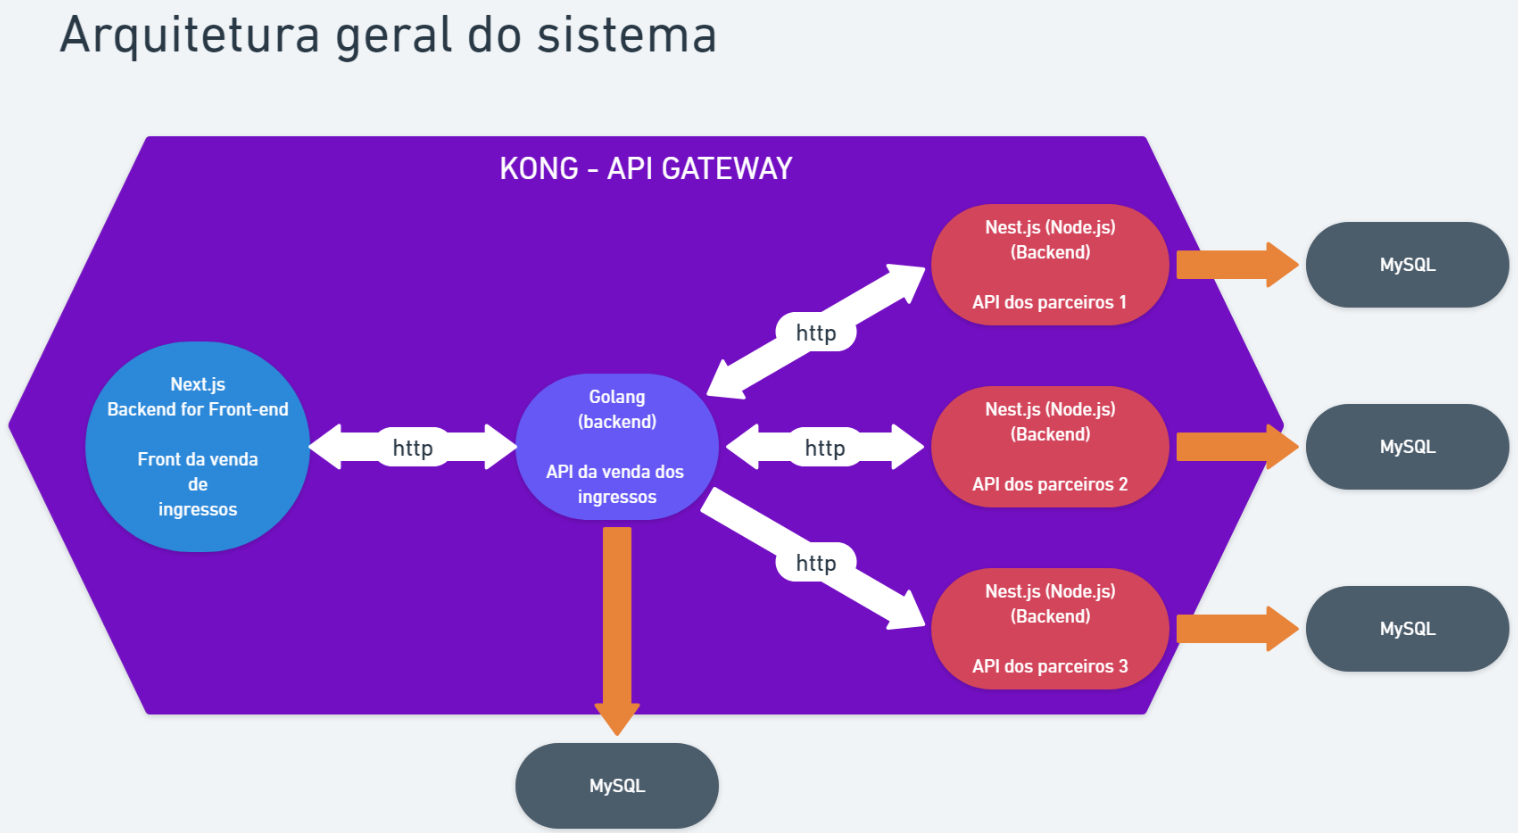 Arquitetura geral do sistema
KONG - API GATEWAY
Next.js
Backend for Front-end
Front da venda
de
ingressos
http
Golang
(backend)
API da venda dos
ingressos
http
http
http
Nest.js (Node.js)
(Backend)
API dos parceiros 1
MySQL
Nest.js (Node.js)
(Backend)
API dos parceiros 2
MySQL
Nest.js (Node.js)
(Backend)
API dos parceiros 3
MySQL
MySQL